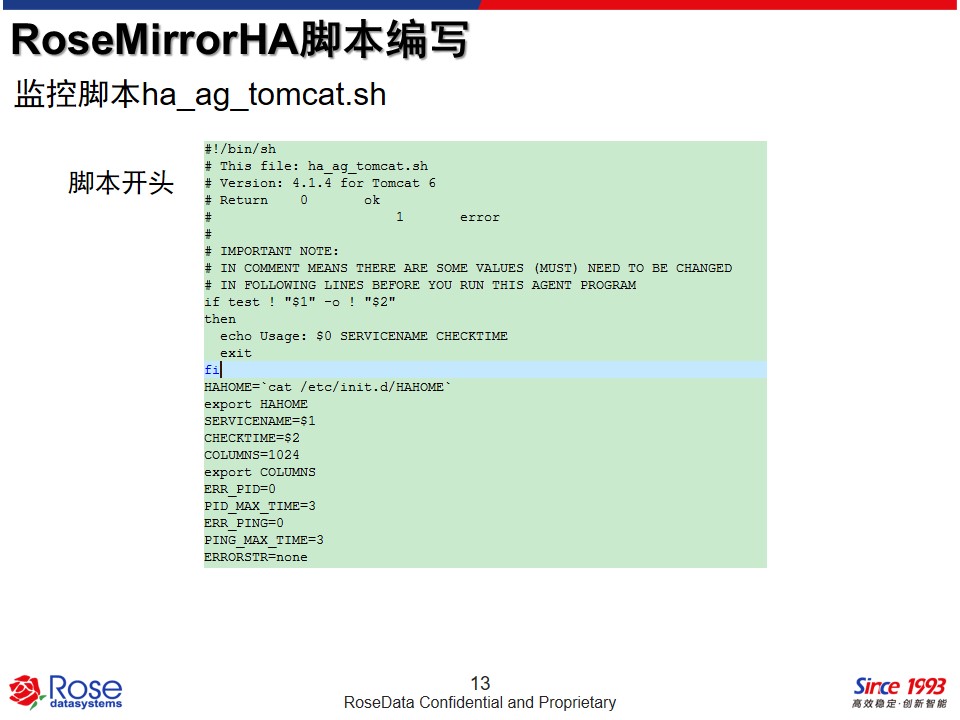 RoseMirrorHA脚本编写
监控脚本ha_ag_tomcat.sh
脚本开头
#!/bin/sh
# This file: ha_ag_tomcat.sh
# Version: 4.1.4 for Tomcat 6
# Return    0       ok
#                       1       error
#
# IMPORTANT NOTE:
# IN COMMENT MEANS THERE ARE SOME VALUES (MUST) NEED TO BE CHANGED
# IN FOLLOWING LINES BEFORE YOU RUN THIS AGENT PROGRAM
if test ! "$1" -o ! "$2"
then
  echo Usage: $0 SERVICENAME CHECKTIME
  exit
fi
HAHOME=`cat /etc/init.d/HAHOME`
export HAHOME
SERVICENAME=$1
CHECKTIME=$2
COLUMNS=1024
export COLUMNS
ERR_PID=0
PID_MAX_TIME=3
ERR_PING=0
PING_MAX_TIME=3
ERRORSTR=none
Rose
datasystems
13
RoseData Confidential and Proprietary
Since 1993
高效稳定·创新智能